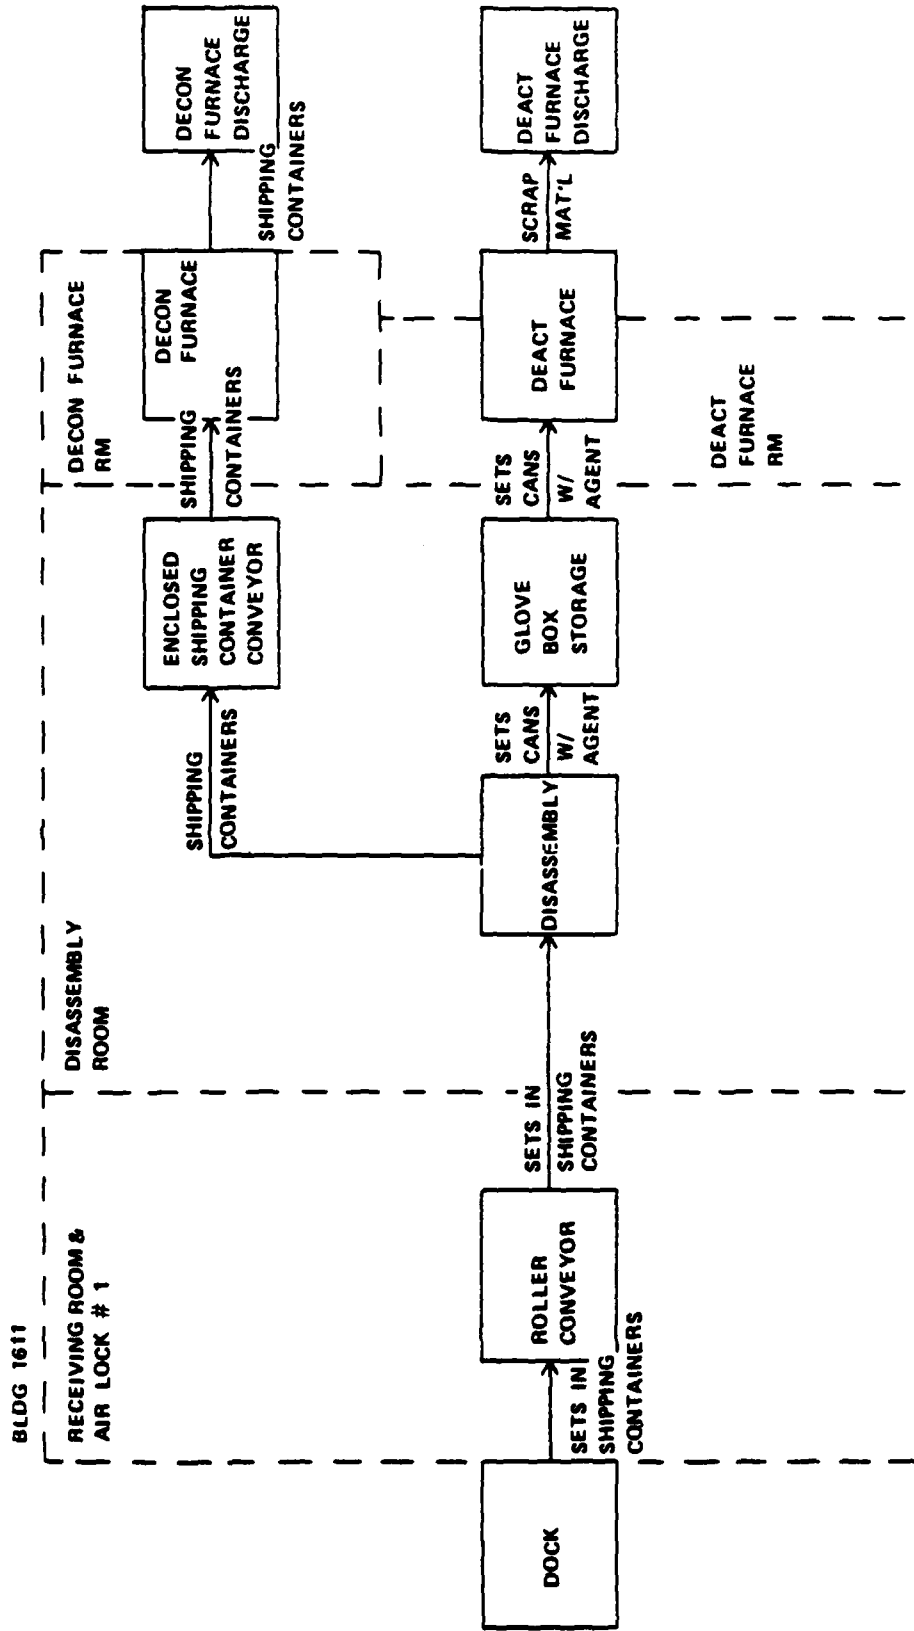 BLDG 1611
RECEIVING ROOM &
AIR LOCK # 1
DISASSEMBLY
ROOM
DECON FURNACE
RM
ENCLOSED
SHIPPING
CONTAINER
CONVEYOR
SHIPPING
CONTAINERS
DECON
FURNACE
SHIPPING
CONTAINERS
DECON
FURNACE
DISCHARGE
SHIPPING
CONTAINERS
DOCK
SETS IN
SHIPPING
CONTAINERS
ROLLER
CONVEYOR
SETS IN
SHIPPING
CONTAINERS
DISASSEMBLY
SETS
CANS
W/
AGENT
GLOVE
BOX
STORAGE
SETS
CANS
W/
AGENT
DEACT
FURNACE
SCRAP
MAT'L
DEACT
FURNACE
DISCHARGE
DEACT
FURNACE
RM